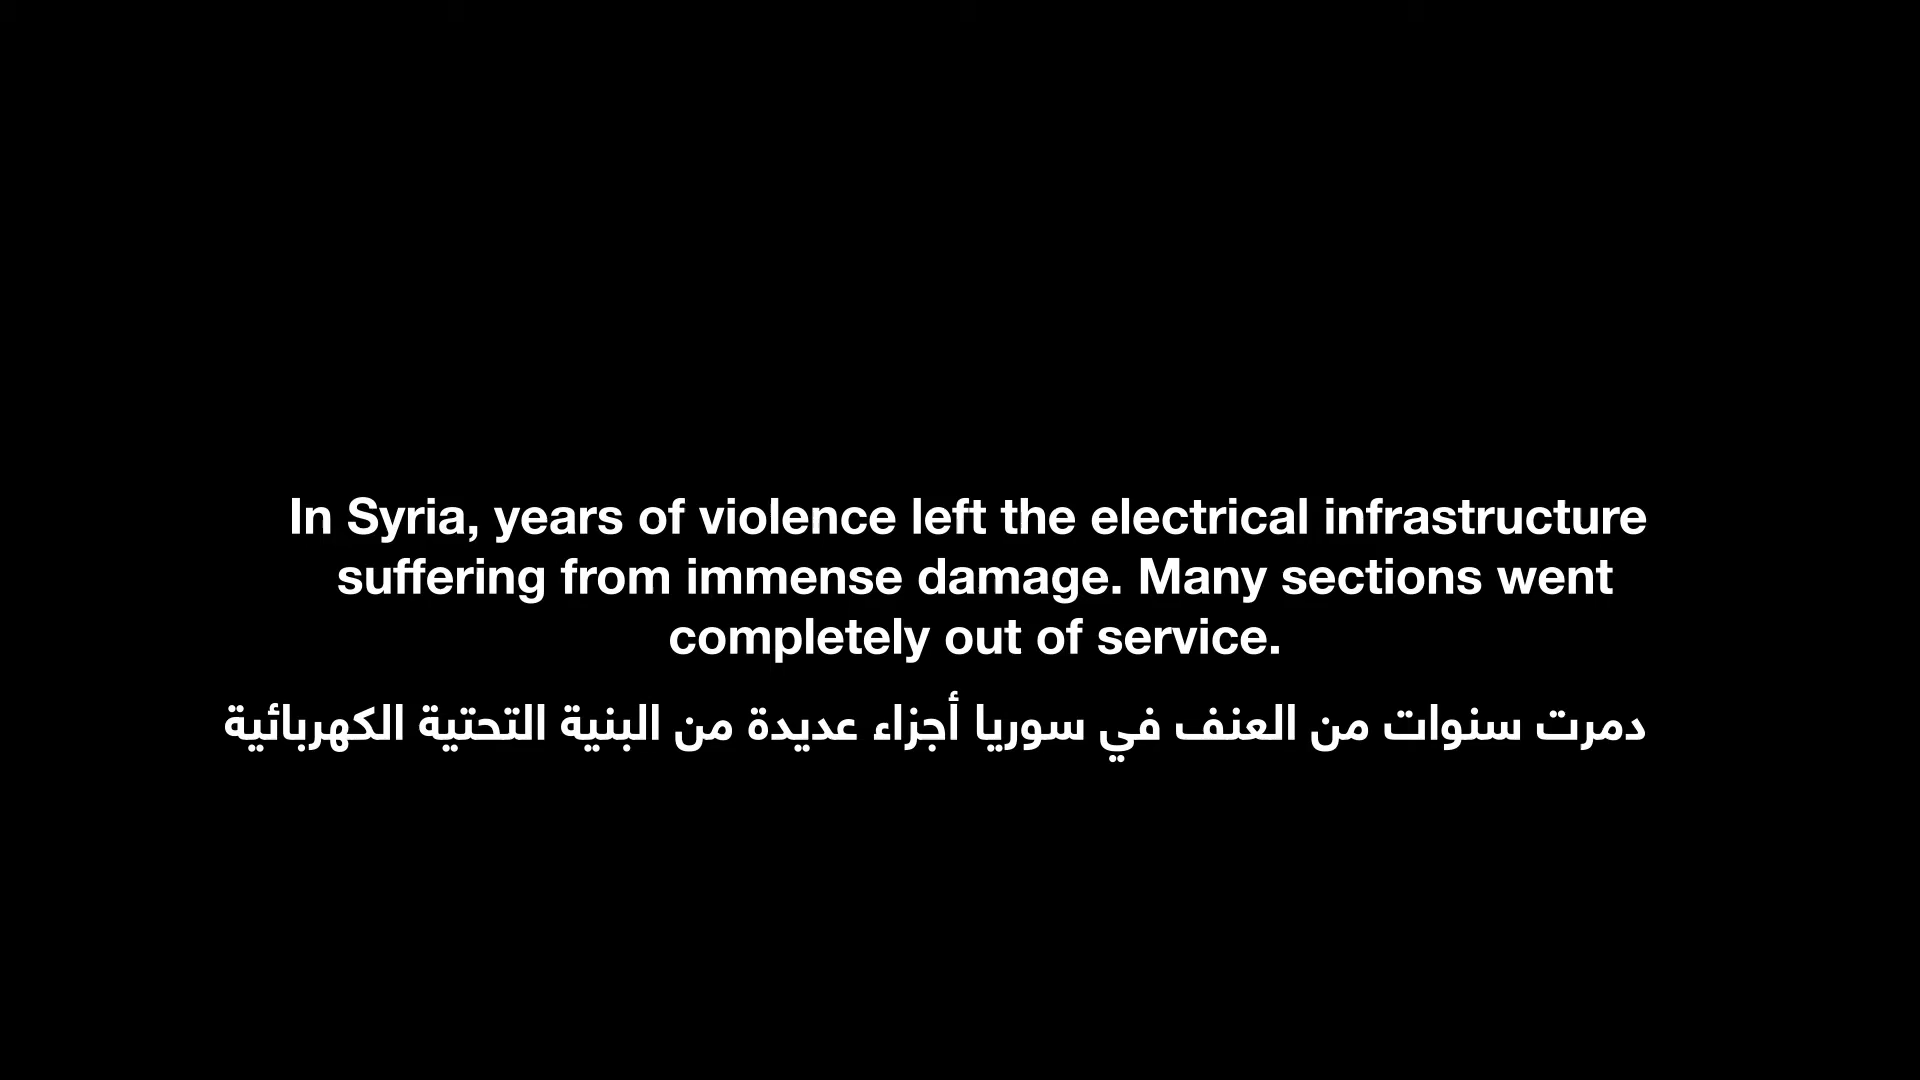 In Syria, years of violence left the electrical infrastructure
suffering from immense damage. Many sections went
completely out of service.
دمرت سنوات من العنف في سوريا أجزاء عديدة من البنية التحتية الكهربائية